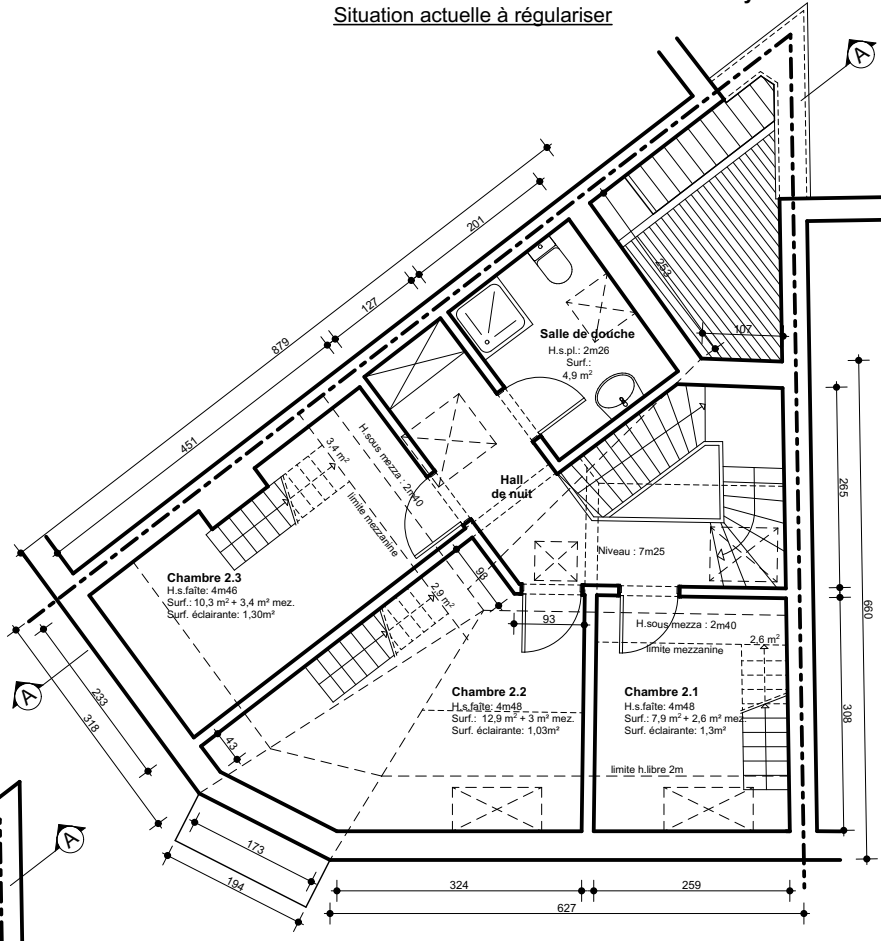 Situation actuelle à régulariser
A
201
127
879
451
253
107
Salle de douche
H.s.pl.: 2m26
Surf.:
4,9 m²
3,4 m²
H.sous mezza : 2m40
limite mezzanine
Hall
de nuit
265
Niveau : 7m25
Chambre 2.3
H.s.faîte: 4m46
Surf.: 10,3 m² + 3,4 m² mez.
Surf. éclairante: 1,30m²
2,9 m²
93
93
H.sous mezza : 2m40
2,6 m²
limite mezzanine
660
A
233
318
43
Chambre 2.2
H.s.faîte: 4m48
Surf.: 12,9 m² + 3 m² mez.
Surf. éclairante: 1,03m²
Chambre 2.1
H.s.faîte: 4m48
Surf.: 7,9 m² + 2,6 m² mez.
Surf. éclairante: 1,3m²
308
limite h.libre 2m
A
173
194
324
259
627